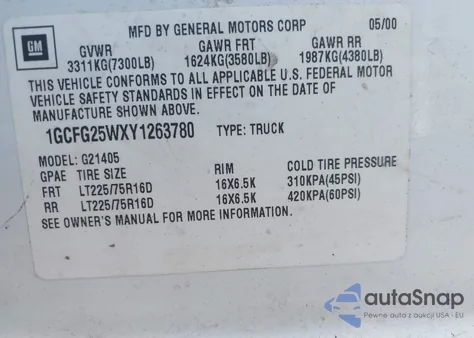 MFD BY GENERAL MOTORS CORP 05/00
GM
GVWR GAWR FRT GAWR RR
3311KG(7300LB) 1624KG(3580LB) 1987KG(4380LB)
THIS VEHICLE CONFORMS TO ALL APPLICABLE U.S. FEDERAL MOTOR
VEHICLE SAFETY STANDARDS IN EFFECT ON THE DATE OF
MANUFACTURE SHOWN ABOVE.
1GCFG25WXY1263780 TYPE: TRUCK
MODEL: G21405
GPAE TIRE SIZE RIM COLD TIRE PRESSURE
FRT LT225/75R16D 16X6.5K 310KPA(45PSI)
RR LT225/75R16D 16X6.5K 420KPA(60PSI)
SEE OWNER'S MANUAL FOR MORE INFORMATION.
autoSnap
Pewne auto z aukcji USA - EU